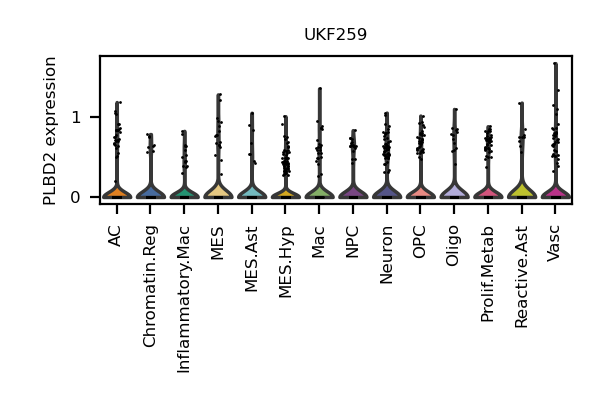 UKF259
PLBD2 expression
1
0
AC
Chromatin.Reg
Inflammatory.Mac
MES
MES.Ast
MES.Hyp
Mac
NPC
Neuron
OPC
Oligo
Prolif.Metab
Reactive.Ast
Vasc